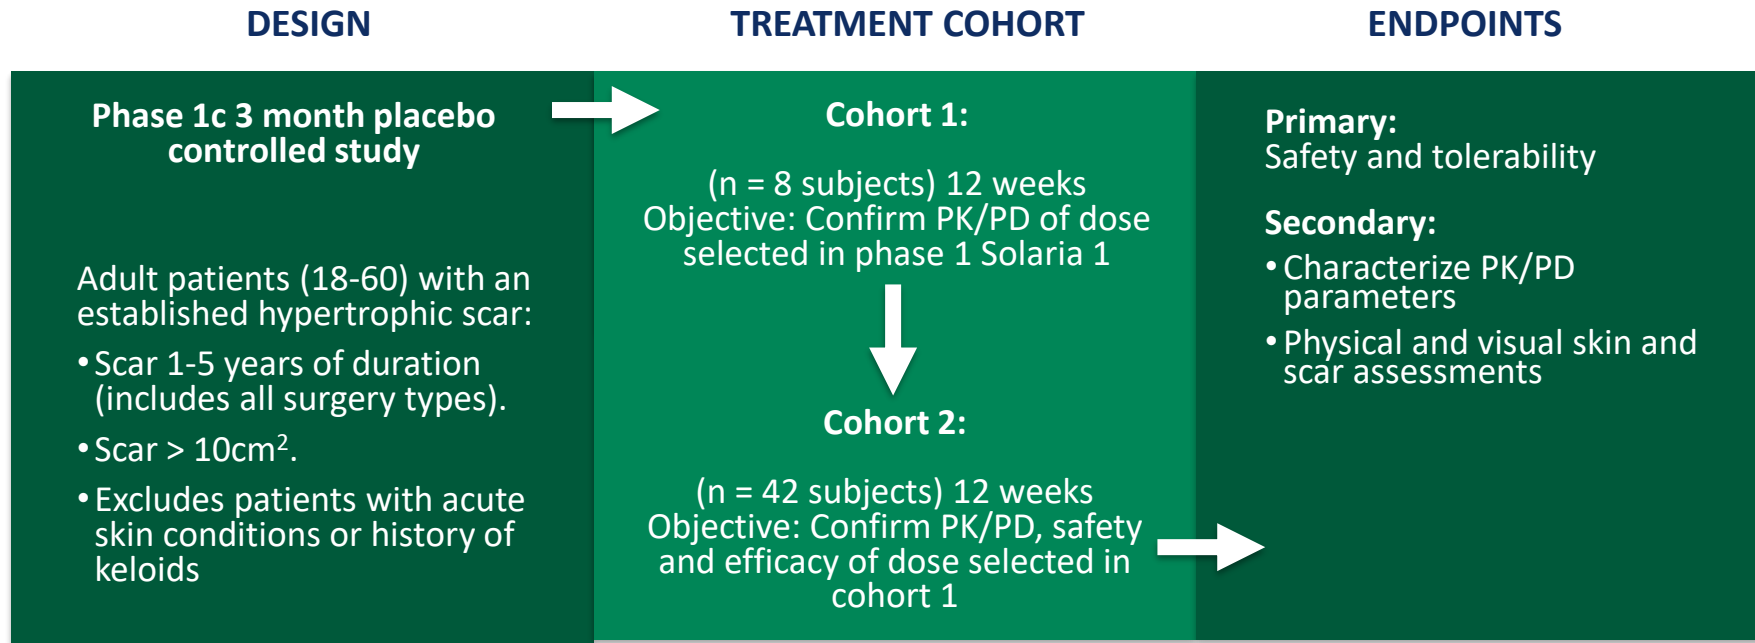 DESIGN
TREATMENT COHORT
ENDPOINTS
Phase 1c 3 month placebo
controlled study
Adult patients (18-60) with an
established hypertrophic scar:
• Scar 1-5 years of duration
(includes all surgery types).
• Scar > 10cm².
• Excludes patients with acute
skin conditions or history of
keloids
Cohort 1:
(n = 8 subjects) 12 weeks
Objective: Confirm PK/PD of dose
selected in phase 1 Solaria 1
Cohort 2:
(n = 42 subjects) 12 weeks
Objective: Confirm PK/PD, safety
and efficacy of dose selected in
cohort 1
Primary:
Safety and tolerability
Secondary:
• Characterize PK/PD
parameters
• Physical and visual skin and
scar assessments